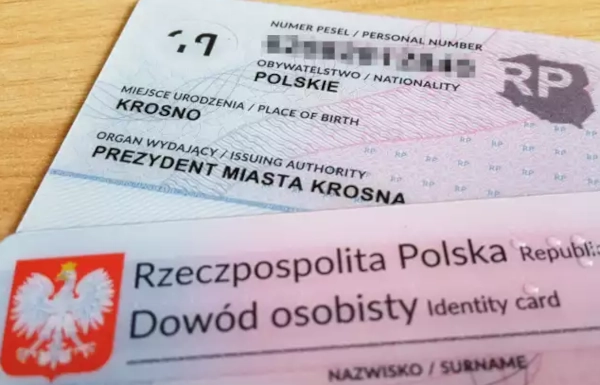 NUMER PESEL / PERSONAL NUMBER
OBYWATELSTWO / NATIONALITY
POLSKIE
RP
MIEJSCE URODZENIA / PLACE OF BIRTH
KROSNO
ORGAN WYDAJĄCY / ISSUING AUTHORITY
PREZYDENT MIASTA KROSNA
Rzeczpospolita Polska Republi
Dowód osobisty Identity card
NAZWISKO / SURNAME